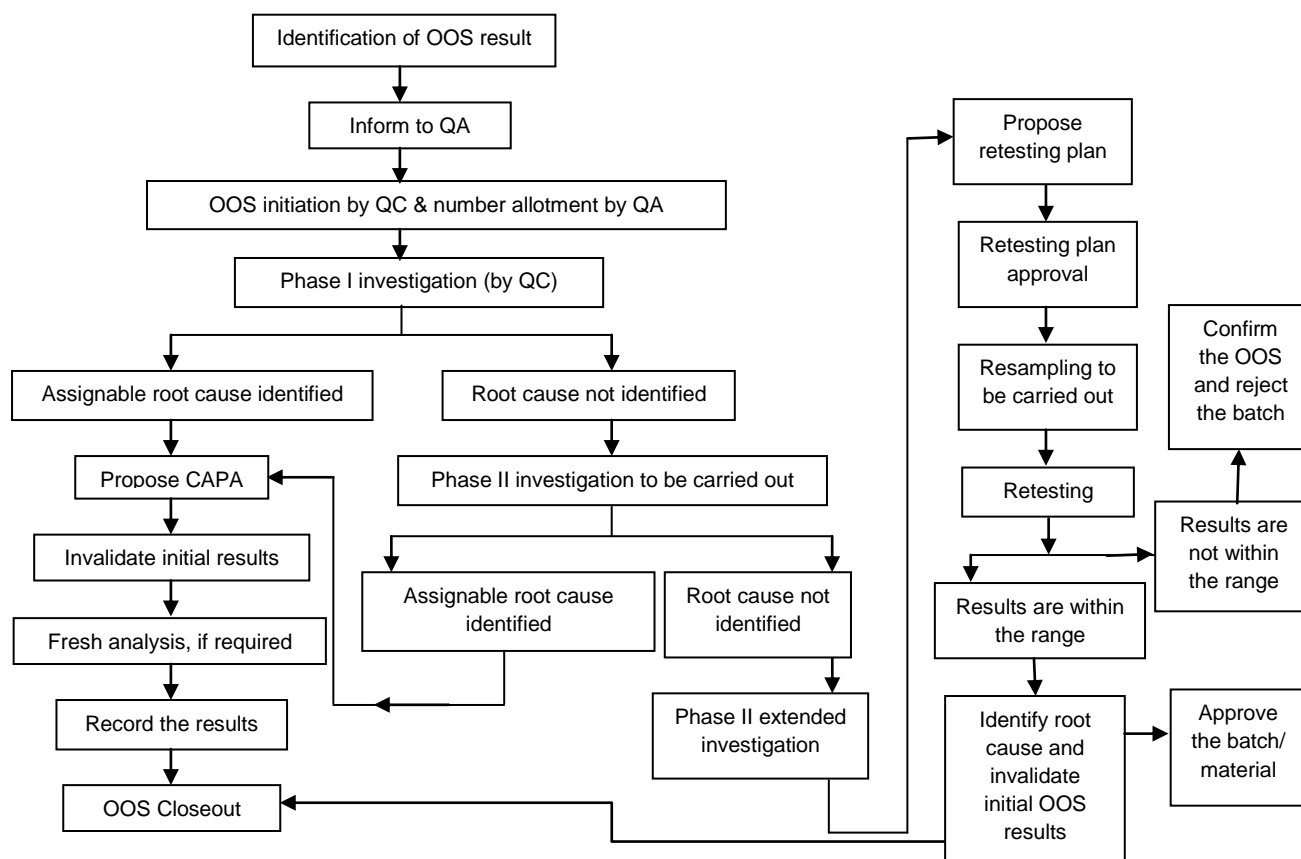 Identification of OOS result
Inform to QA
OOS initiation by QC & number allotment by QA
Phase I investigation (by QC)
Assignable root cause identified
Root cause not identified
Propose CAPA
Phase II investigation to be carried out
Invalidate initial results
Assignable root cause
identified
Root cause not
identified
Fresh analysis, if required
Record the results
Phase II extended
investigation
OOS Closeout
Propose
retesting plan
Retesting plan
approval
Resampling to
be carried out
Retesting
Confirm
the OOS
and reject
the batch
Results are
not within
the range
Results are within
the range
Identify root
cause and
invalidate
initial OOS
results
Approve
the batch/
material